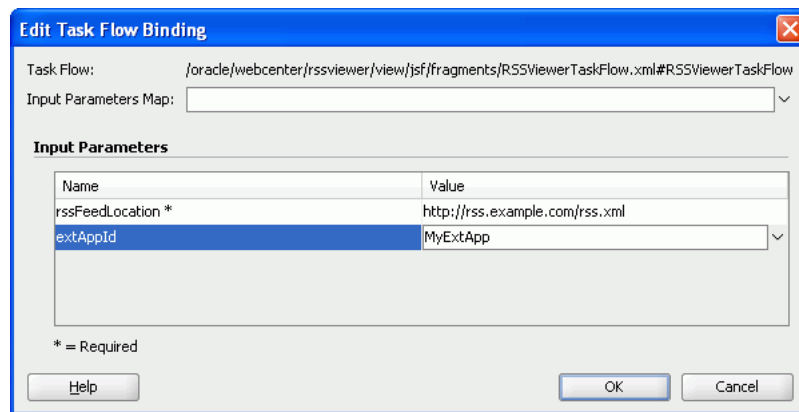 Edit Task Flow Binding
Task Flow: /oracle/webcenter/rssviewer/view/jsf/fragments/RSSViewerTaskFlow.xml#RSSViewerTaskFlow
Input Parameters Map:
Input Parameters
Name Value
rssFeedLocation * http://rss.example.com/rss.xml
extAppId MyExtApp
* = Required
Help OK Cancel